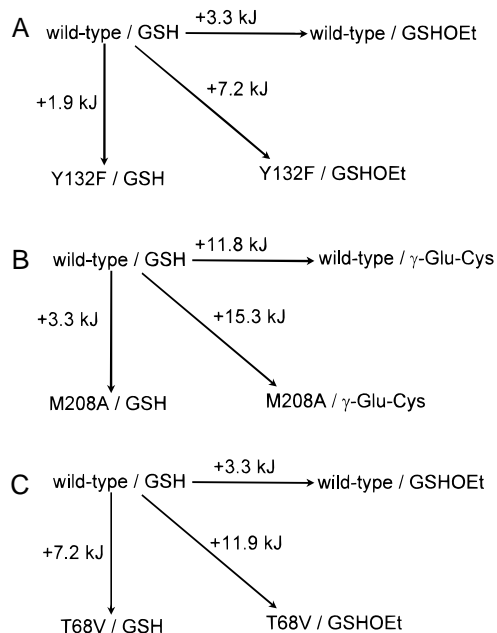 A
wild-type / GSH +3.3 kJ wild-type / GSHOEt
+1.9 kJ +7.2 kJ
Y132F / GSH Y132F / GSHOEt
B
wild-type / GSH +11.8 kJ wild-type / γ-Glu-Cys
+3.3 kJ +15.3 kJ
M208A / GSH M208A / γ-Glu-Cys
C
wild-type / GSH +3.3 kJ wild-type / GSHOEt
+7.2 kJ +11.9 kJ
T68V / GSH T68V / GSHOEt